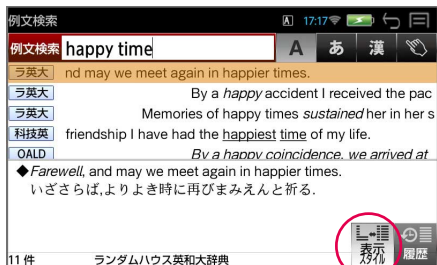 例文検索 A 17:17
例文検索 happy time A あ 漢
ラ英大 nd may we meet again in happier times.
ラ英大 By a happy accident I received the pac
ラ英大 Memories of happy times sustained her in her s
科技英 friendship I have had the happiest time of my life.
OALD By a happy coincidence, we arrived at
◆Farewell, and may we meet again in happier times.
いざさらば,よりよき時に再びまみえんと祈る.
表示スタイル 履歴
11 件 ランダムハウス英和大辞典